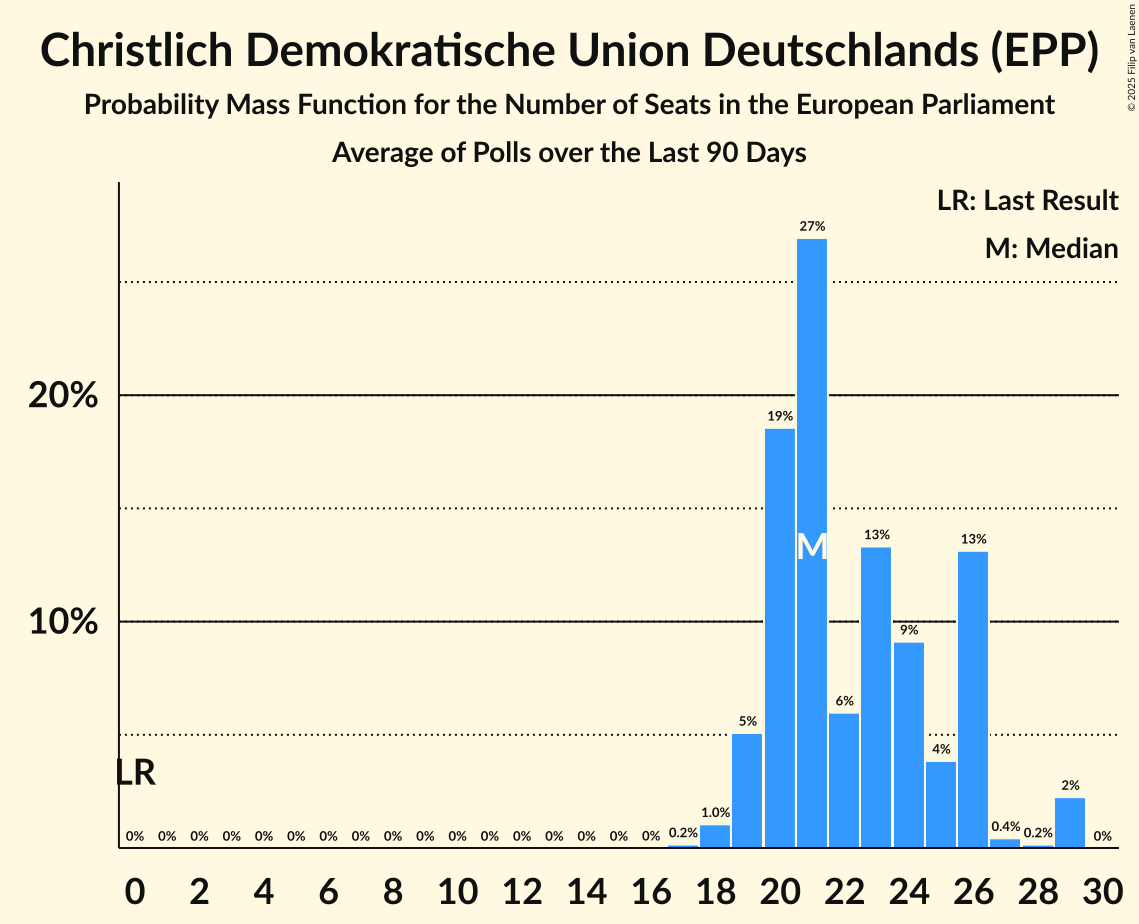 Christlich Demokratische Union Deutschlands (EPP)
Probability Mass Function for the Number of Seats in the European Parliament
Average of Polls over the Last 90 Days
© 2025 Filip van Laenen
LR: Last Result
M: Median
27%
20%
19%
M
13%
13%
10%
9%
6%
5%
4%
LR
2%
1.0%
0% 0% 0% 0% 0% 0% 0% 0% 0% 0% 0% 0% 0% 0% 0% 0% 0% 0.2% 0.4% 0.2% 0%
0 2 4 6 8 10 12 14 16 18 20 22 24 26 28 30